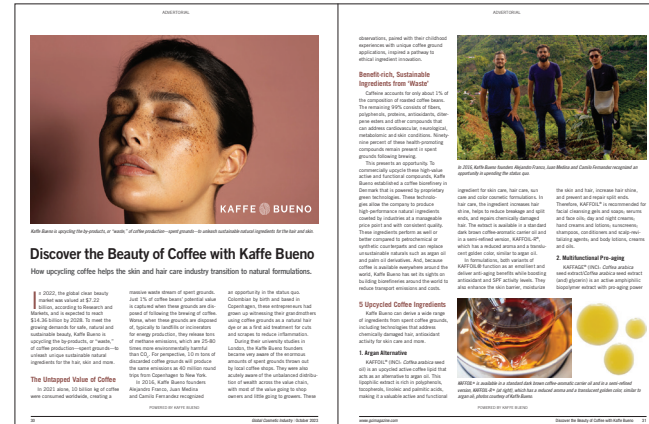 ADVERTORIAL
KAFFE BUENO
Kaffe Bueno is upcycling the by-products, or "waste," of coffee production—spent grounds—to unleash sustainable natural ingredients for the hair and skin.
Discover the Beauty of Coffee with Kaffe Bueno
How upcycling coffee helps the skin and hair care industry transition to natural formulations.
In 2022, the global clean beauty
market was valued at $7.22
billion, according to Research and
Markets, and is expected to reach
$14.36 billion by 2028. To meet the
growing demands for safe, natural and
sustainable beauty, Kaffe Bueno is
upcycling the by-products, or "waste,"
of coffee production—spent grounds—to
unleash unique sustainable natural
ingredients for the hair, skin and more.
The Untapped Value of Coffee
In 2021 alone, 10 billion kg of coffee
were consumed worldwide, creating a
massive waste stream of spent grounds.
Just 1% of coffee beans' potential value
is captured when these grounds are dis-
posed of following the brewing of coffee.
Worse, when these grounds are disposed
of, typically to landfills or incinerators
for energy production, they release tons
of methane emissions, which are 25-80
times more environmentally harmful
than CO₂. For perspective, 10 m tons of
discarded coffee grounds will produce
the same emissions as 40 million round
trips from Copenhagen to New York.
In 2016, Kaffe Bueno founders
Alejandro Franco, Juan Medina
and Camilo Fernandez recognized
an opportunity in the status quo.
Colombian by birth and based in
Copenhagen, these entrepreneurs had
grown up witnessing their grandmothers
using coffee grounds as a natural hair
dye or as a first aid treatment for cuts
and scrapes to reduce inflammation.
During their university studies in
London, the Kaffe Bueno founders
became very aware of the enormous
amounts of spent grounds thrown out
by local coffee shops. They were also
acutely aware of the unbalanced distribu-
tion of wealth across the value chain,
with most of the value going to shop
owners and little going to growers. These
POWERED BY KAFFE BUENO
30
Global Cosmetic Industry · October 2023
ADVERTORIAL
observations, paired with their childhood
experiences with unique coffee ground
applications, inspired a pathway to
ethical ingredient innovation.
Benefit-rich, Sustainable
Ingredients from 'Waste'
Caffeine accounts for only about 1% of
the composition of roasted coffee beans.
The remaining 99% consists of fibers,
polyphenols, proteins, antioxidants, diter-
pene esters and other compounds that
can address cardiovascular, neurological,
metabolomic and skin conditions. Ninety-
nine percent of these health-promoting
compounds remain present in spent
grounds following brewing.
This presents an opportunity. To
commercially upcycle these high-value
active and functional compounds, Kaffe
Bueno established a coffee biorefinery in
Denmark that is powered by proprietary
green technologies. These technolo-
gies allow the company to produce
high-performance natural ingredients
coveted by industries at a manageable
price point and with consistent quality.
These ingredients perform as well or
better compared to petrochemical or
synthetic counterparts and can replace
unsustainable naturals such as argan oil
and palm oil derivatives. And, because
coffee is available everywhere around the
world, Kaffe Bueno has set its sights on
building biorefineries around the world to
reduce transport emissions and costs.
5 Upcycled Coffee Ingredients
Kaffe Bueno can derive a wide range
of ingredients from spent coffee grounds,
including technologies that address
chemically damaged hair, antioxidant
activity for skin care and more.
1. Argan Alternative
KAFFOIL® (INCI: Coffea arabica seed
oil) is an upcycled active coffee lipid that
acts as an alternative to argan oil. This
lipophilic extract is rich in polyphenols,
tocopherols, linoleic and palmitic acids,
making it a valuable active and functional
In 2016, Kaffe Bueno founders Alejandro Franco, Juan Medina and Camilo Fernandez recognized an
opportunity in upending the status quo.
ingredient for skin care, hair care, sun
care and color cosmetic formulations. In
hair care, the ingredient increases hair
shine, helps to reduce breakage and split
ends, and repairs chemically damaged
hair. The extract is available in a standard
dark brown coffee-aromatic carrier oil and
in a semi-refined version, KAFFOIL-R®,
which has a reduced aroma and a translu-
cent golden color, similar to argan oil.
In formulations, both variants of
KAFFOIL® function as an emollient and
deliver anti-aging benefits while boosting
antioxidant and SPF activity levels. They
also enhance the skin barrier, moisturize
the skin and hair, increase hair shine,
and prevent and repair split ends.
Therefore, KAFFOIL® is recommended for
facial cleansing gels and soaps; serums
and face oils, day and night creams;
hand creams and lotions; sunscreens;
shampoo, conditioners and scalp-revi-
talizing agents; and body lotions, creams
and oils.
2. Multifunctional Pro-aging
KAFFAGE® (INCI: Coffea arabica
seed extract/Coffea arabica seed extract
(and) glycerin) is an active amphiphilic
biopolymer extract with pro-aging power
KAFFOIL® is available in a standard dark brown coffee-aromatic carrier oil and in a semi-refined
version, KAFFOIL-R® (at right), which has a reduced aroma and a translucent golden color, similar to
argan oil; photos courtesy of Kaffe Bueno.
POWERED BY KAFFE BUENO
www.gcimagazine.com
Discover the Beauty of Coffee with Kaffe Bueno
31